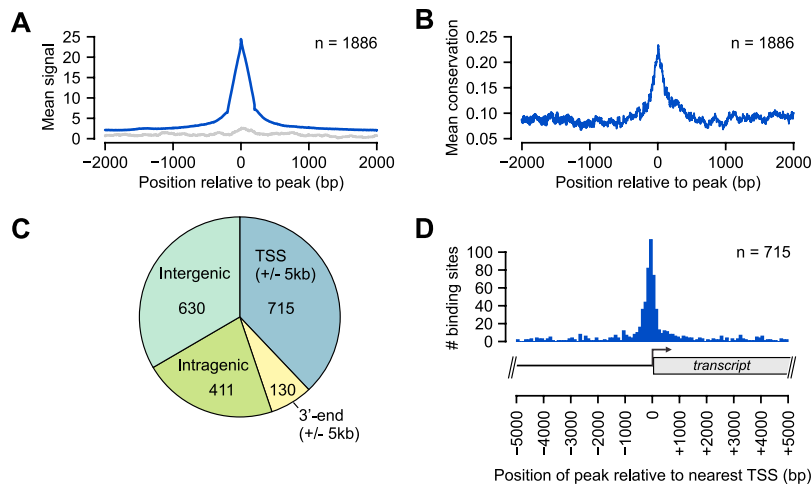 A
Mean signal
25
20
15
10
5
0
n = 1886
−2000
−1000
0
1000
2000
Position relative to peak (bp)
B
Mean conservation
0.25
0.20
0.15
0.10
0.05
n = 1886
−2000
−1000
0
1000
2000
Position relative to peak (bp)
C
TSS
(+/- 5kb)
715
Intergenic
630
Intragenic
411
130
3'-end
(+/- 5kb)
D
# binding sites
100
80
60
40
20
0
n = 715
transcript
-5000
-4000
-3000
-2000
-1000
0
+1000
+2000
+3000
+4000
+5000
Position of peak relative to nearest TSS (bp)